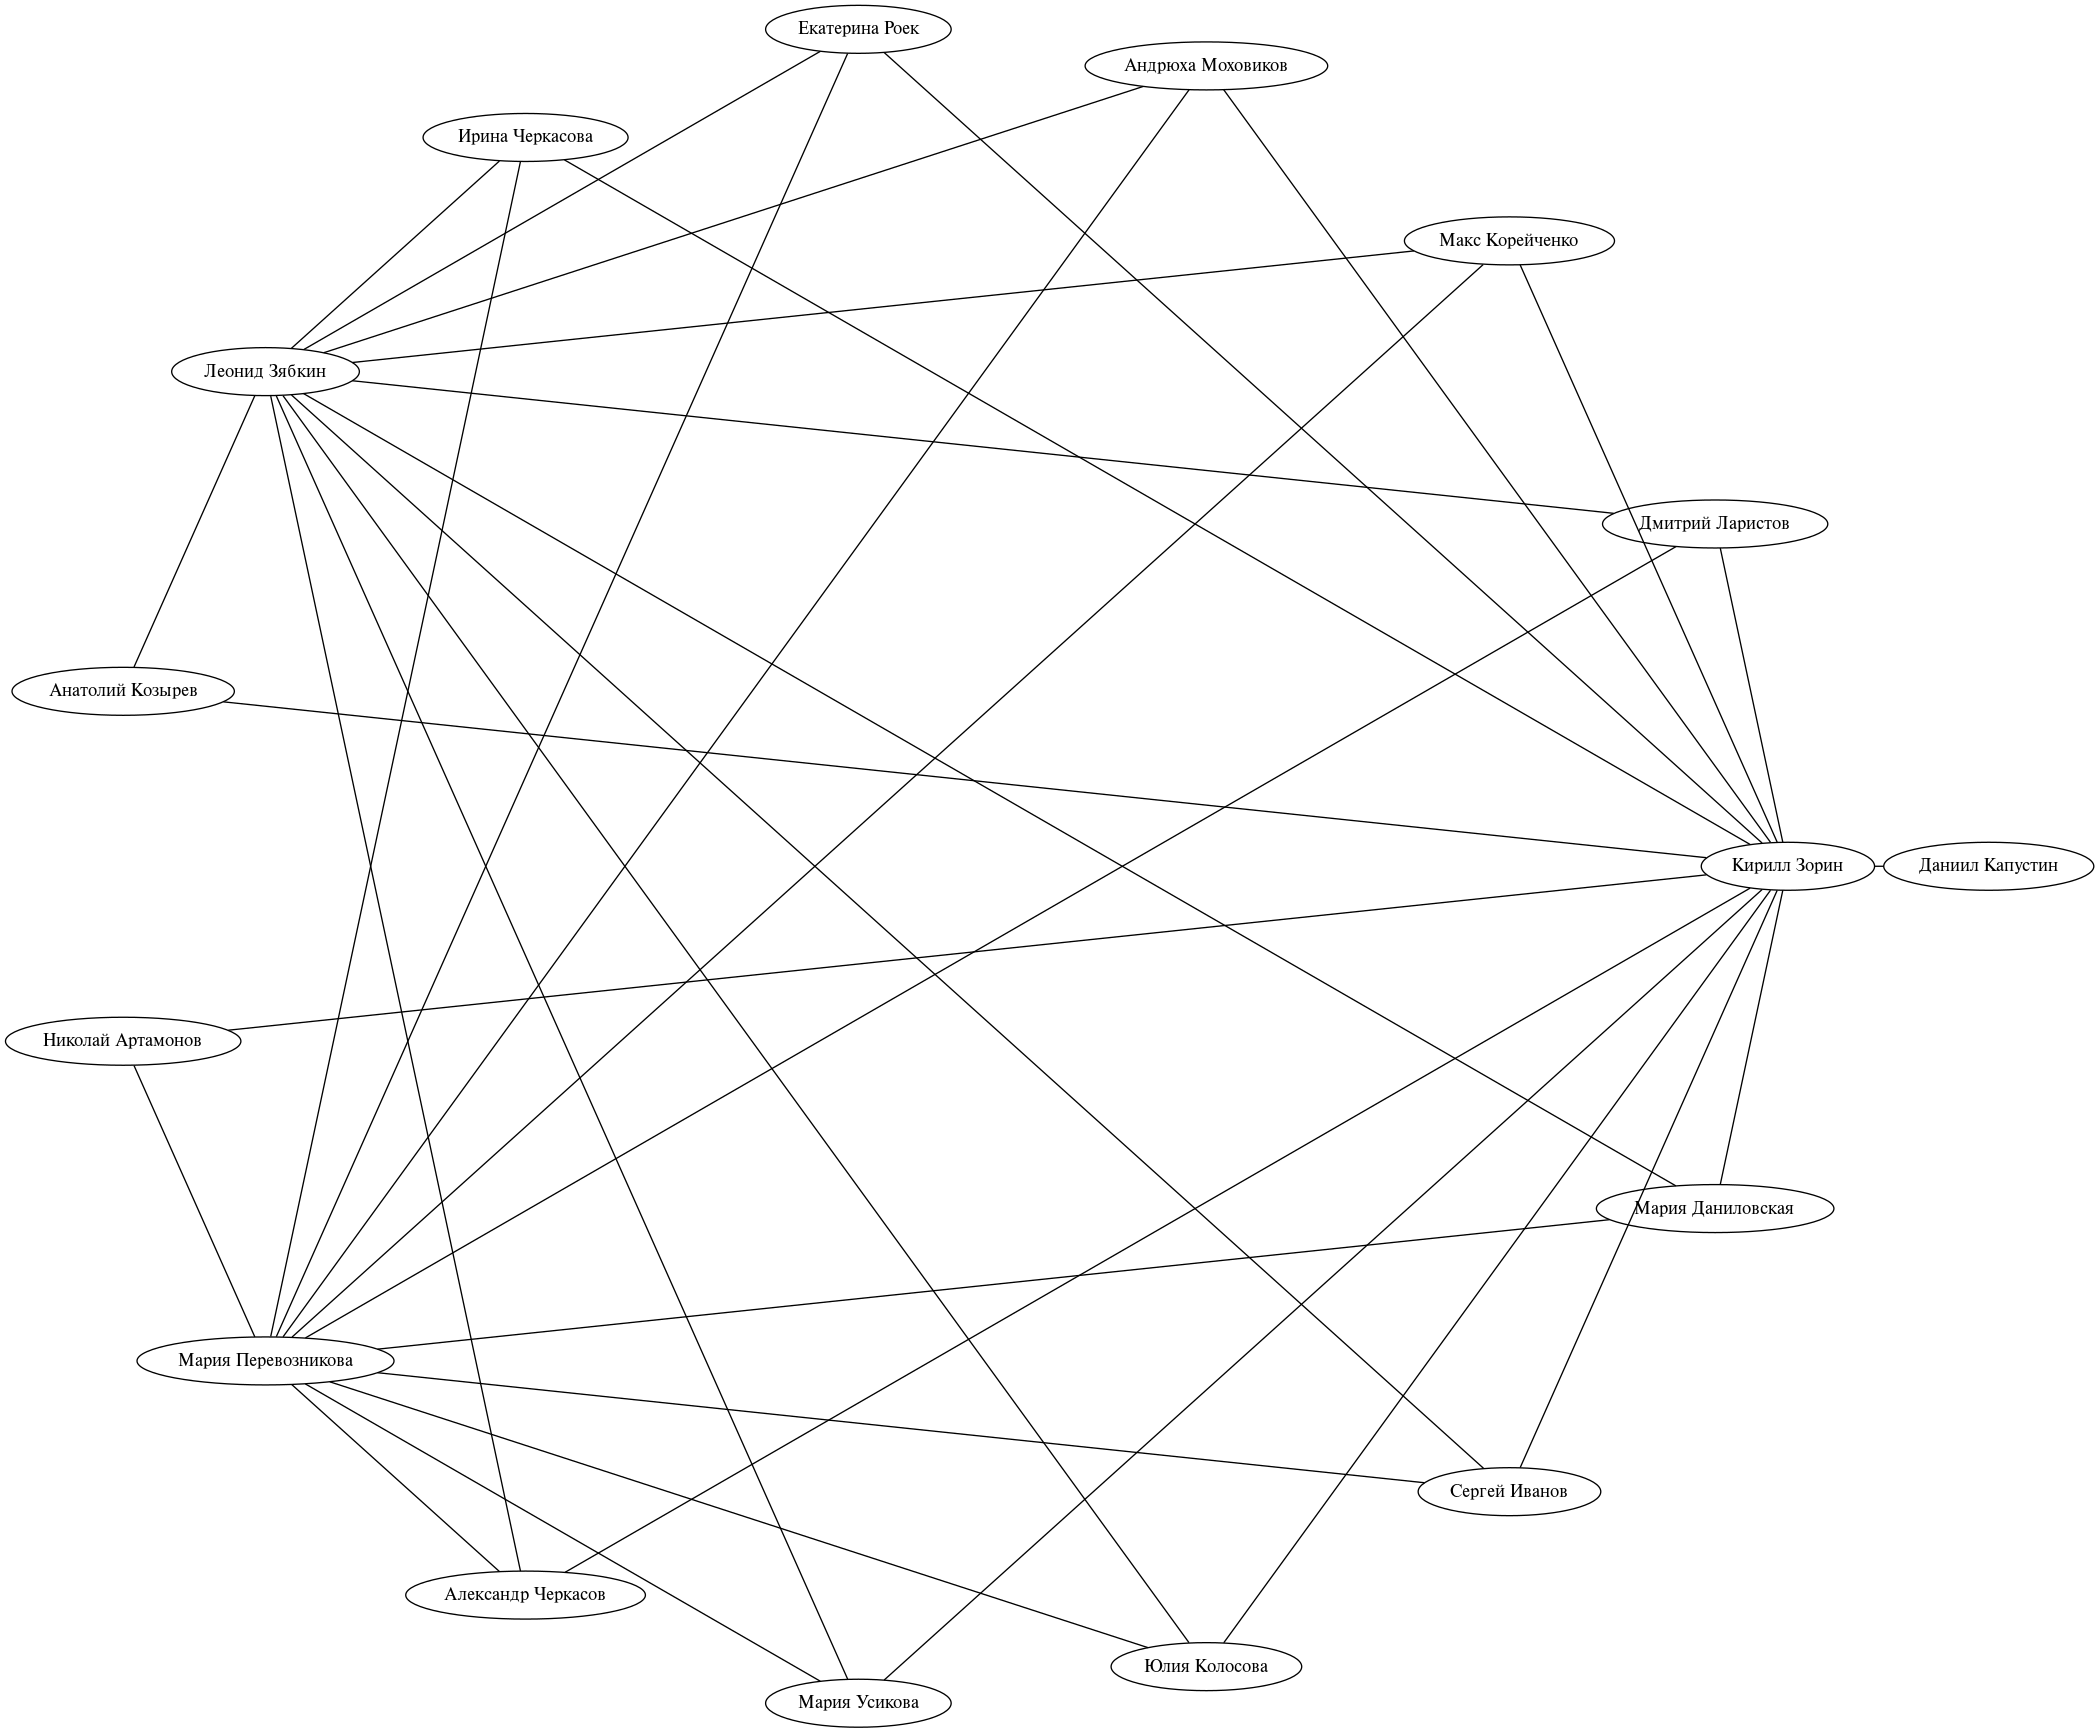 Екатерина Роек
Андрюха Моховиков
Ирина Черкасова
Макс Корейченко
Леонид Зябкин
Дмитрий Ларистов
Анатолий Козырев
Кирилл Зорин
Даниил Капустин
Николай Артамонов
Мария Даниловская
Мария Перевозникова
Сергей Иванов
Александр Черкасов
Юлия Колосова
Мария Усикова